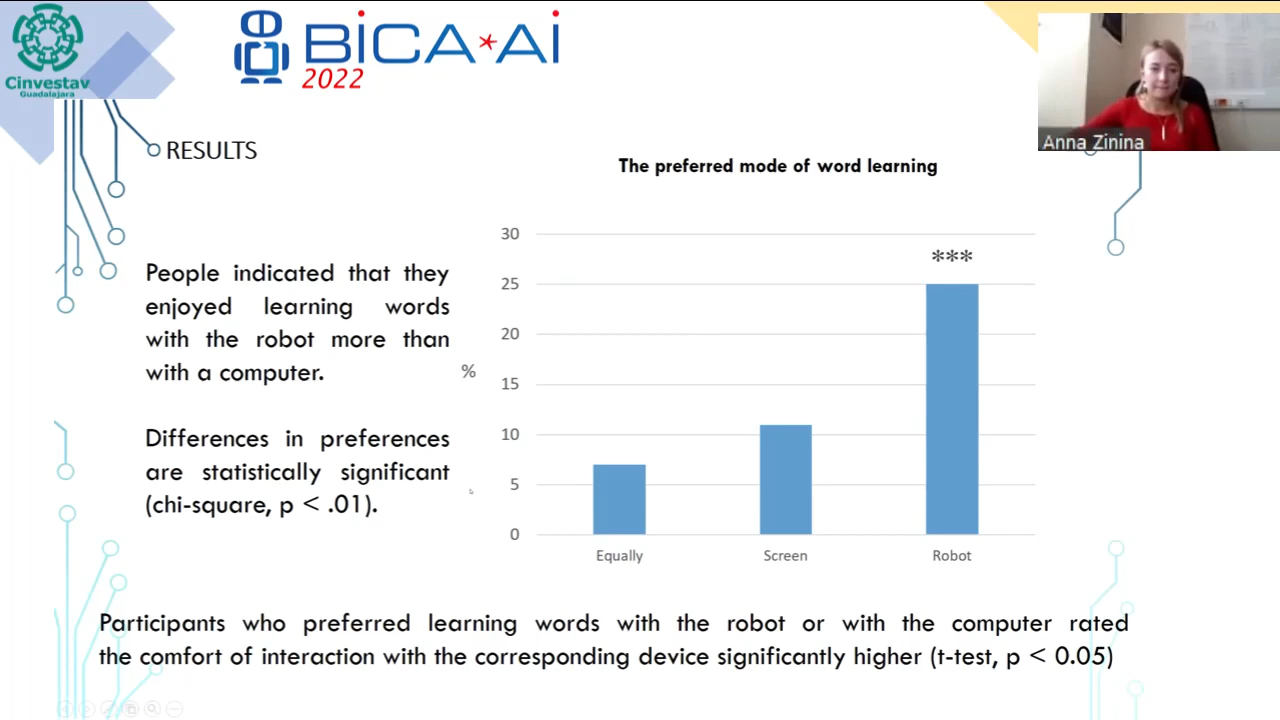 Cinvestav
Guadalajara
BiCA*Ai
2022
Anna Zinina
RESULTS
The preferred mode of word learning
People indicated that they
enjoyed learning words
with the robot more than
with a computer.
Differences in preferences
are statistically significant
(chi-square, p < .01).
%
30
25
20
15
10
5
0
***
Equally
Screen
Robot
Participants who preferred learning words with the robot or with the computer rated
the comfort of interaction with the corresponding device significantly higher (t-test, p < 0.05)